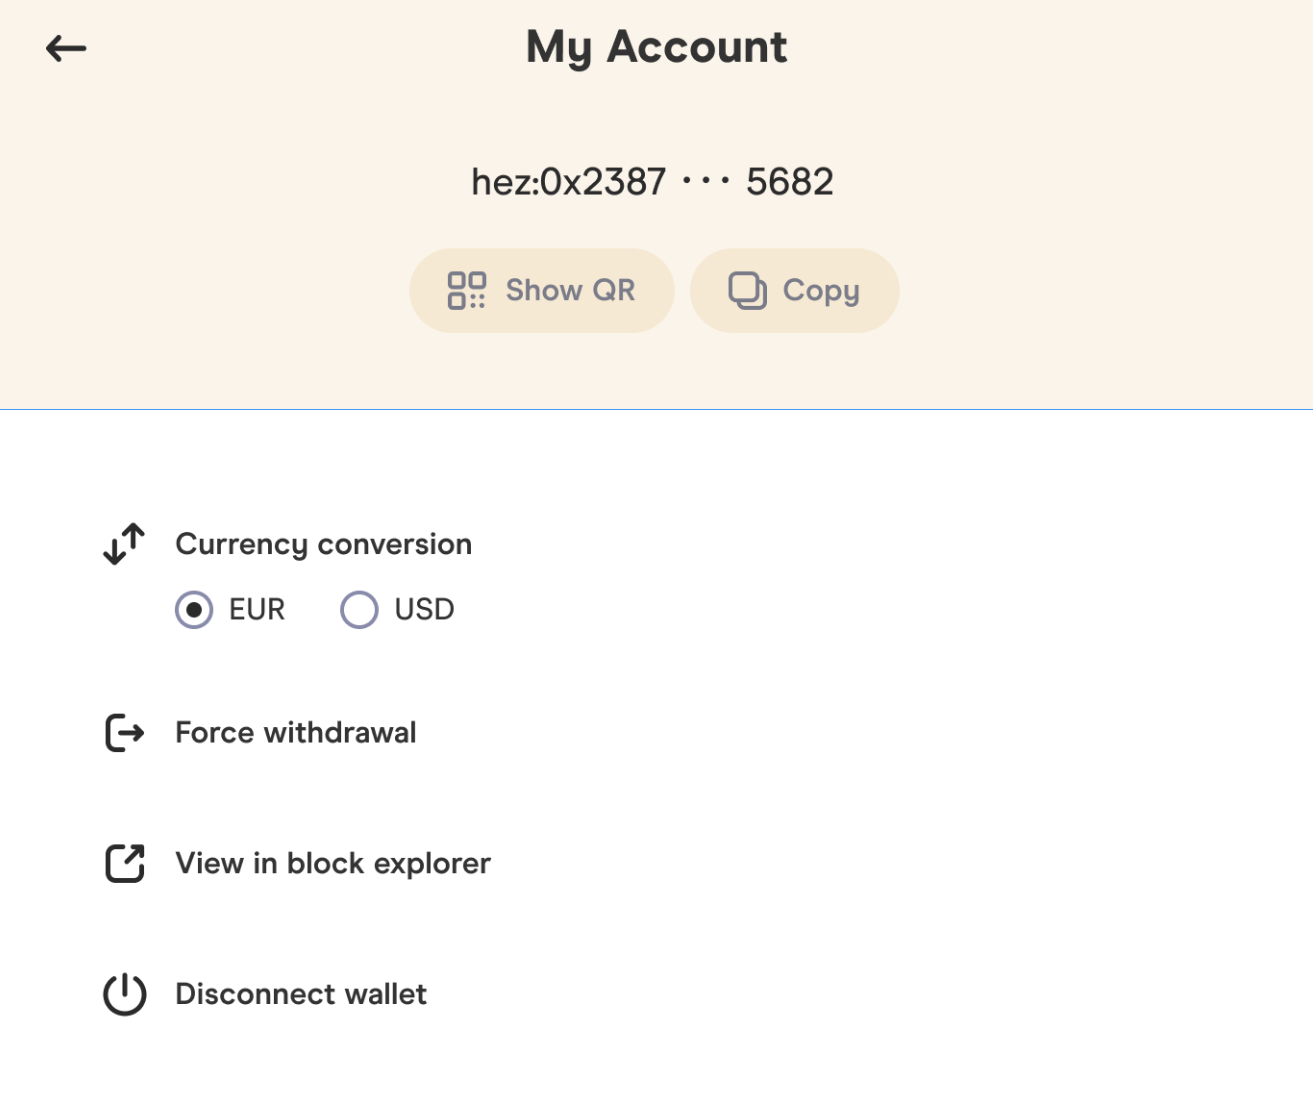 My Account
hez:0x2387 ··· 5682
Show QR
Copy
Currency conversion
EUR
USD
Force withdrawal
View in block explorer
Disconnect wallet